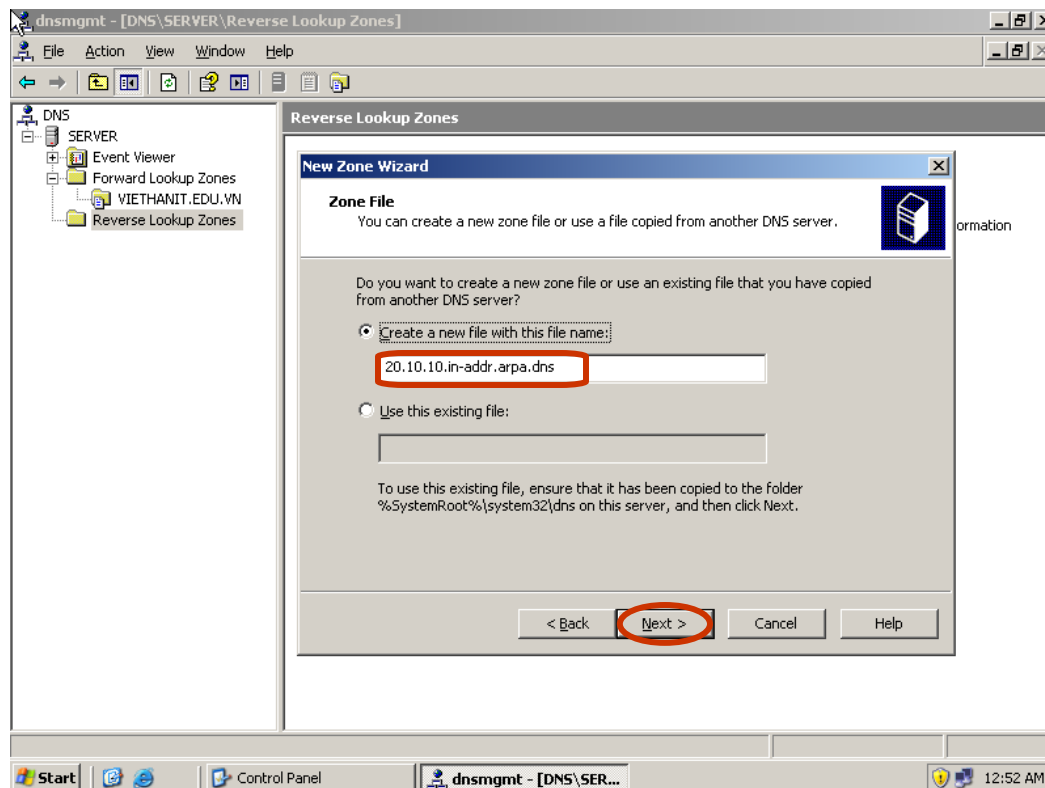 dnsmgmt - [DNS\SERVER\Reverse Lookup Zones]
File Action View Window Help
DNS
SERVER
Event Viewer
Forward Lookup Zones
VIETHANIT.EDU.VN
Reverse Lookup Zones
Reverse Lookup Zones
ormation
New Zone Wizard
Zone File
You can create a new zone file or use a file copied from another DNS server.
Do you want to create a new zone file or use an existing file that you have copied
from another DNS server?
Create a new file with this file name:
20.10.10.in-addr.arpa.dns
Use this existing file:
To use this existing file, ensure that it has been copied to the folder
%SystemRoot%\system32\dns on this server, and then click Next.
< Back Next > Cancel Help
Start Control Panel dnsmgmt - [DNS\SER... 12:52 AM